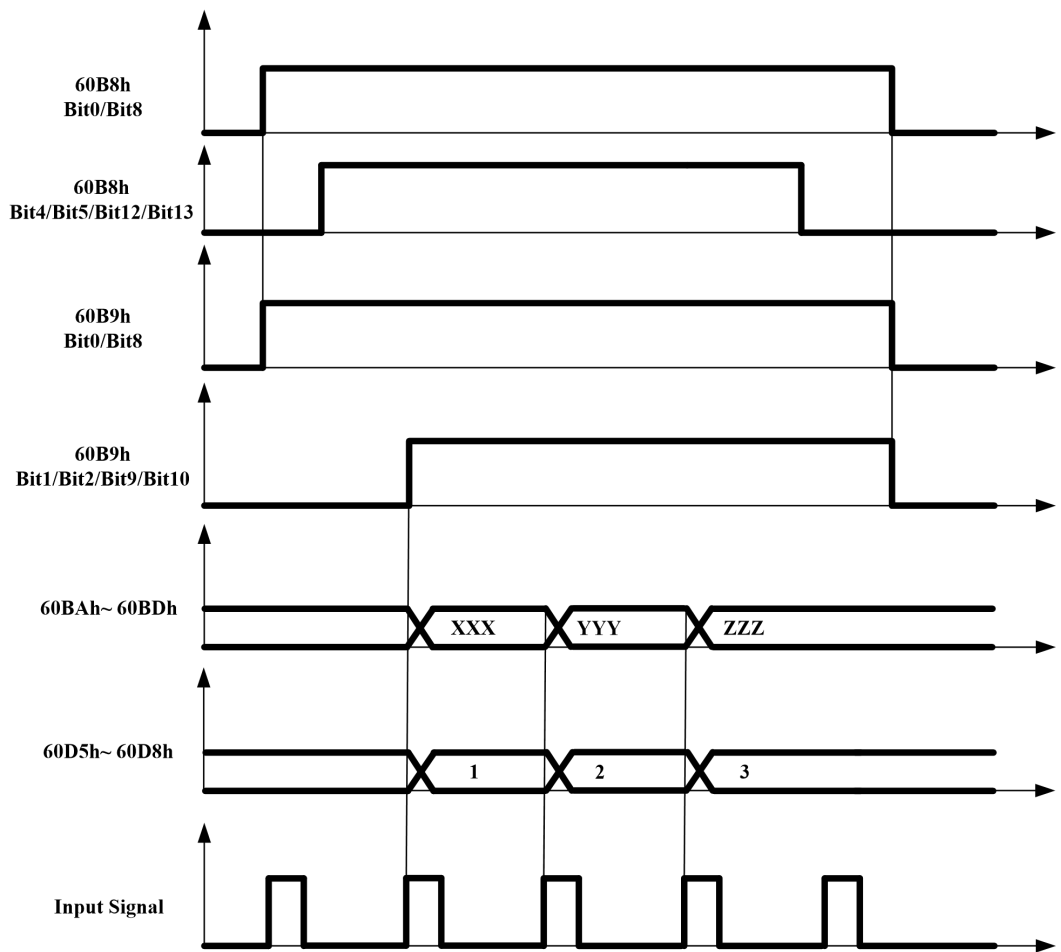 60B8h
Bit0/Bit8
60B8h
Bit4/Bit5/Bit12/Bit13
60B9h
Bit0/Bit8
60B9h
Bit1/Bit2/Bit9/Bit10
60BAh~ 60BDh
XXX
YYY
ZZZ
60D5h~ 60D8h
1
2
3
Input Signal